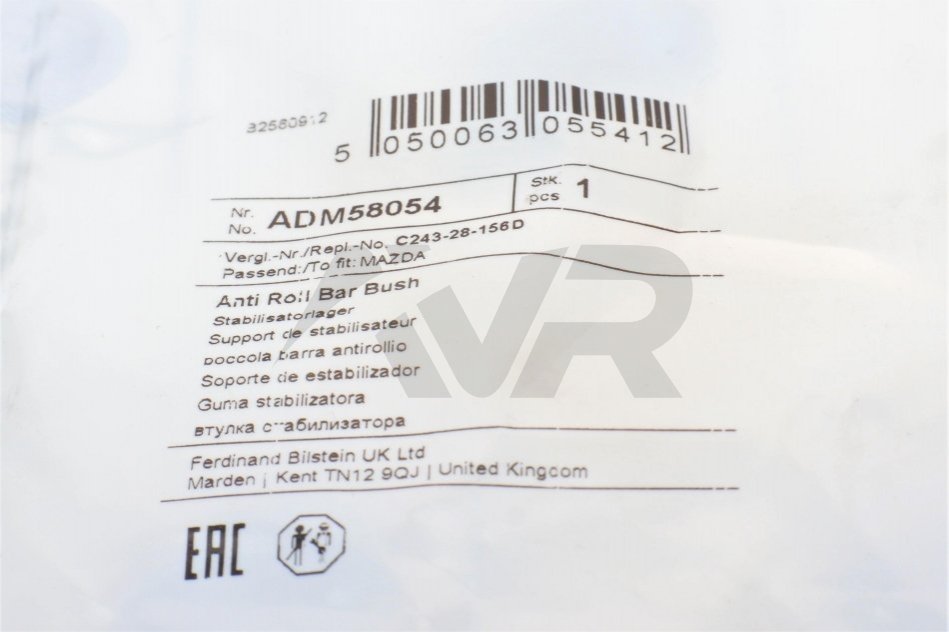 32560912
5 050063 055412
Nr.
No. ADM58054
Stk.
pcs 1
Vergl.-Nr./Repl.-No. C243-28-156D
Passend:/To fit: MAZDA
Anti Roll Bar Bush
Stabilisatorlager
Support de stabilisateur
boccola barra antirollio
Soporte de estabilizador
Guma stabilizatora
втулка стабилизатора
Ferdinand Bilstein UK Ltd
Marden | Kent TN12 9QJ | United Kingdom
EAC
AVR